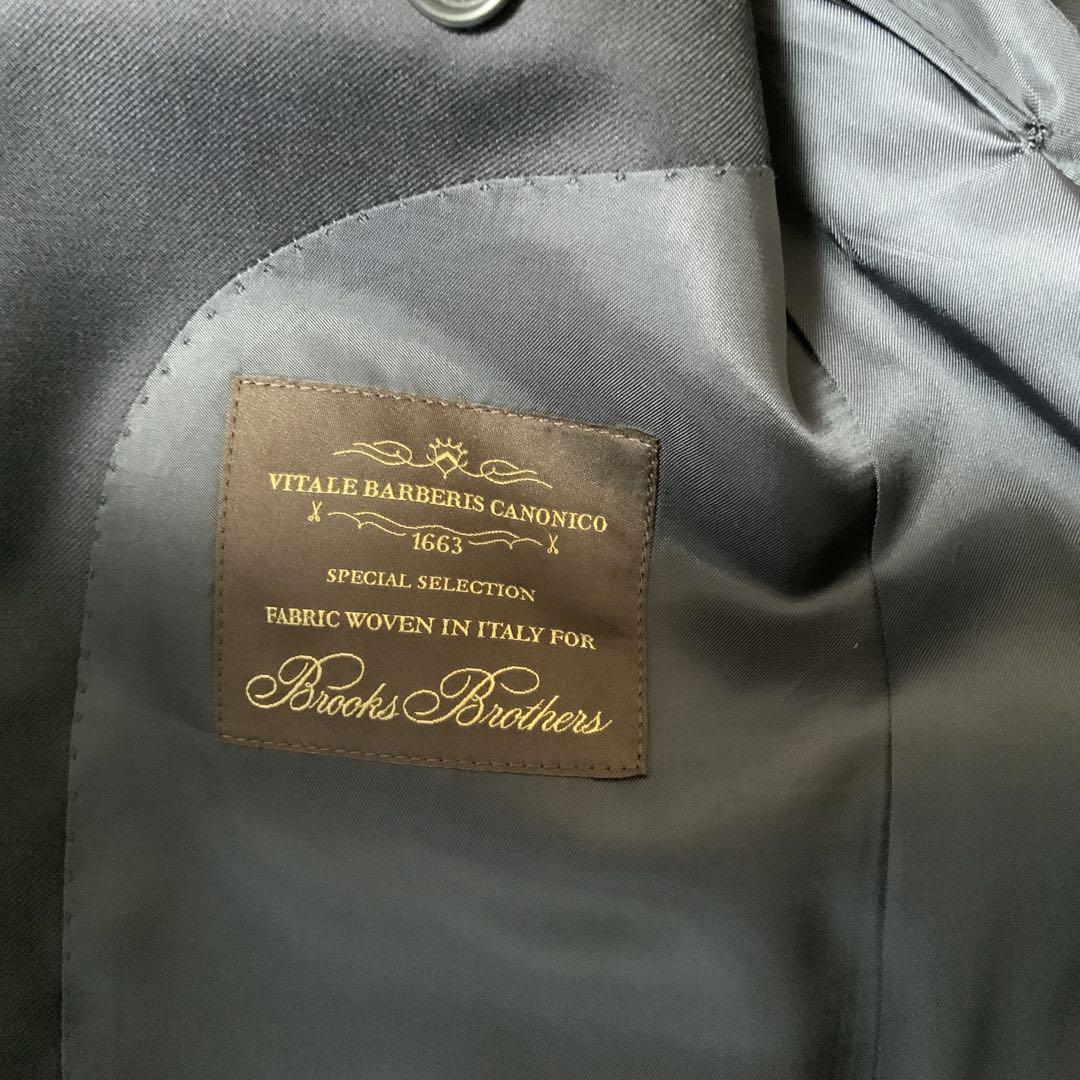 VITALE BARBERIS CANONICO
1663
SPECIAL SELECTION
FABRIC WOVEN IN ITALY FOR
Brooks Brothers